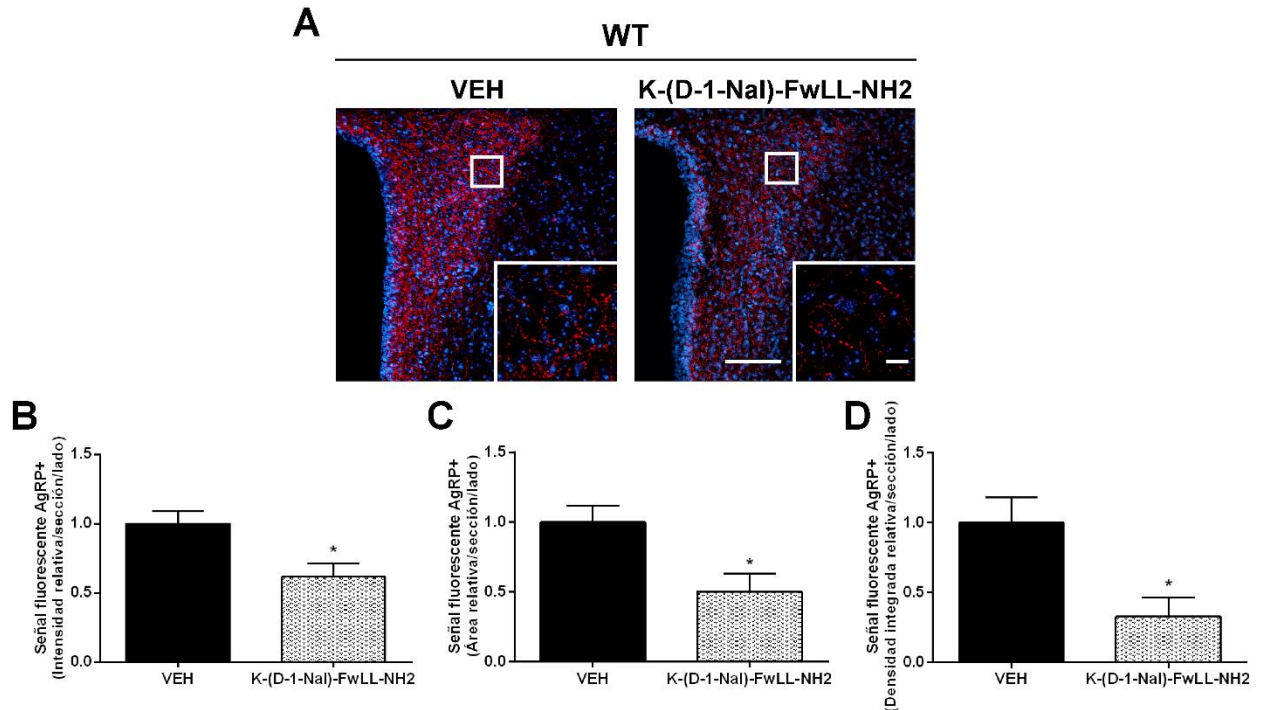 A
WT
VEH
K-(D-1-Nal)-FwLL-NH2
B
Señal fluorescente AgRP+
(Intensidad relativa/sección/lado)
1.5
1.0
0.5
0.0
*
VEH
K-(D-1-Nal)-FwLL-NH2
C
Señal fluorescente AgRP+
(Área relativa/sección/lado)
1.5
1.0
0.5
0.0
*
VEH
K-(D-1-Nal)-FwLL-NH2
D
Señal fluorescente AgRP+
(Densidad integrada relativa/sección/lado)
1.5
1.0
0.5
0.0
*
VEH
K-(D-1-Nal)-FwLL-NH2